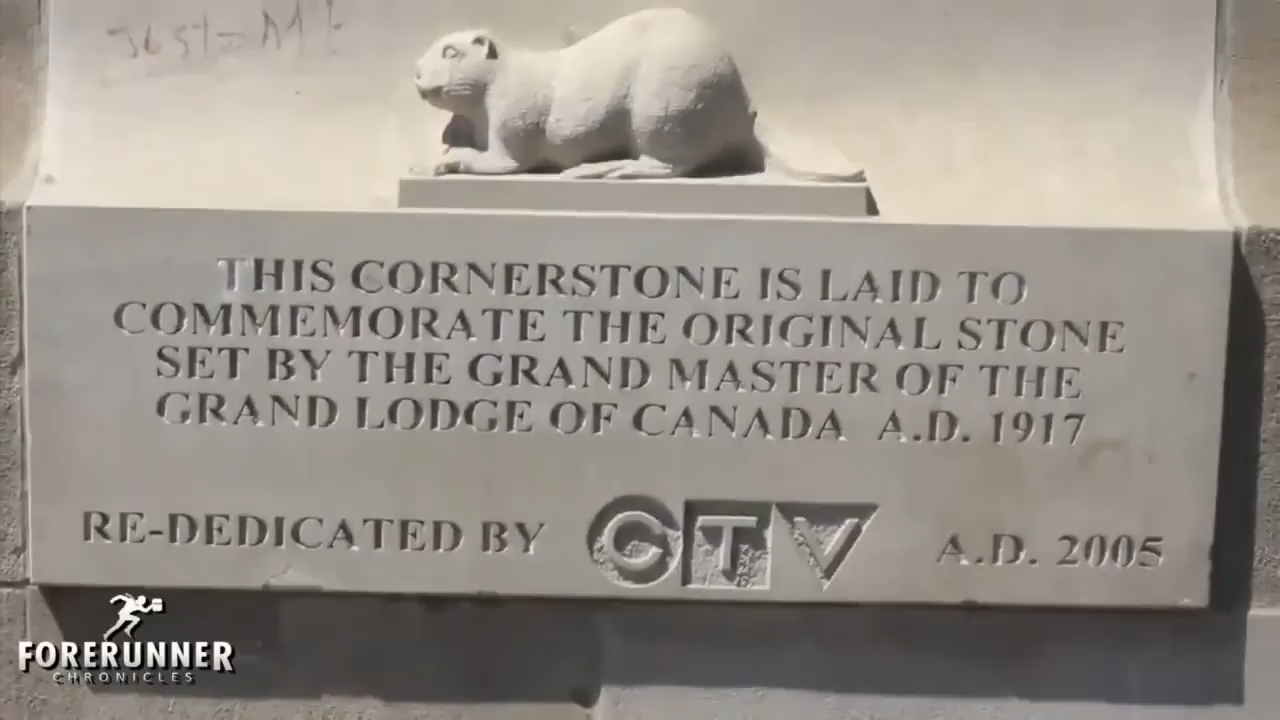 THIS CORNERSTONE IS LAID TO
COMMEMORATE THE ORIGINAL STONE
SET BY THE GRAND MASTER OF THE
GRAND LODGE OF CANADA A.D. 1917
RE-DEDICATED BY CTV A.D. 2005
FORERUNNER
CHRONICLES